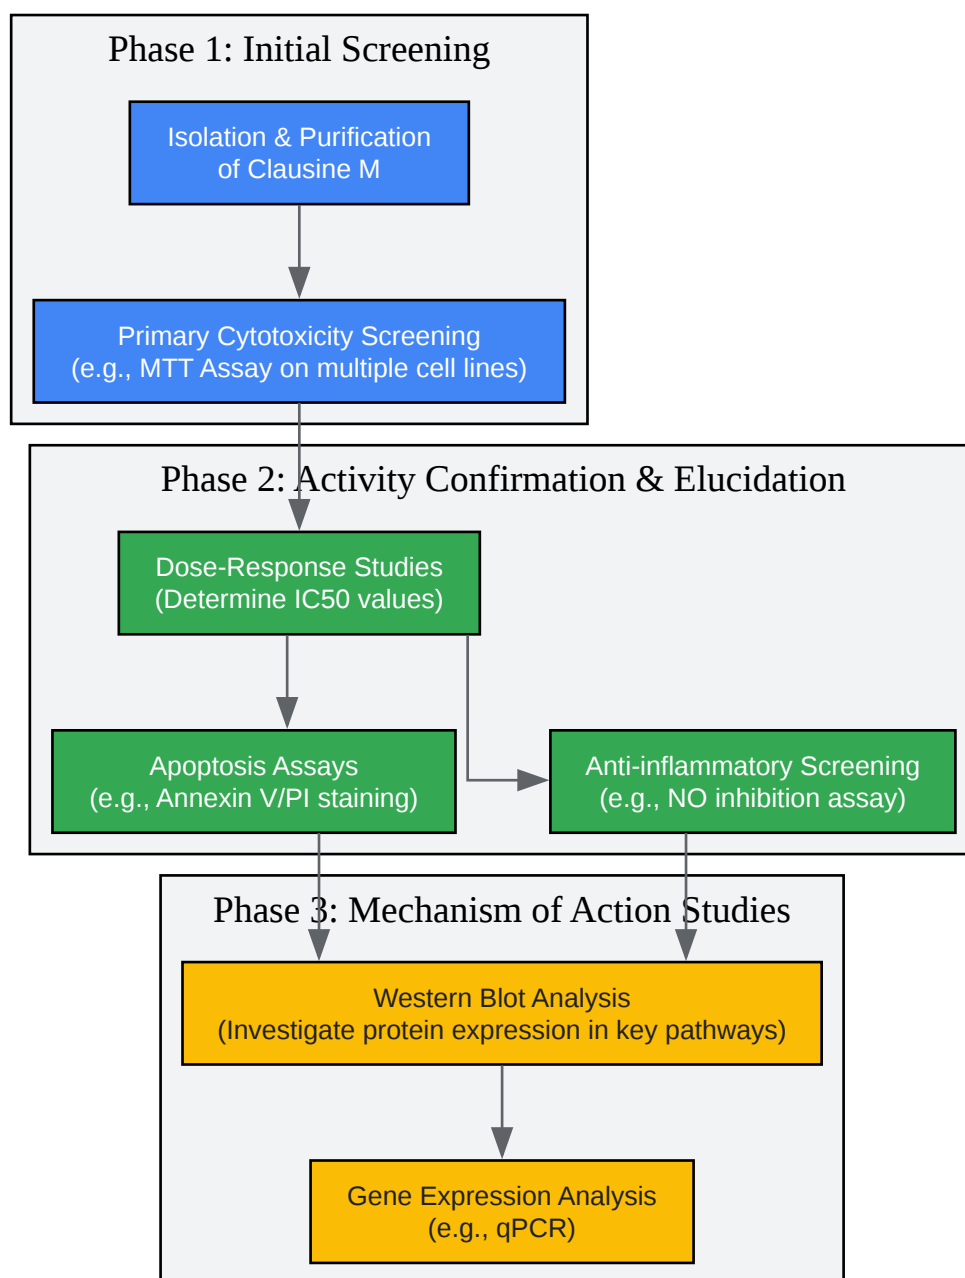 Phase 1: Initial Screening
Isolation & Purification
of Clausine M
Primary Cytotoxicity Screening
(e.g., MTT Assay on multiple cell lines)
Phase 2: Activity Confirmation & Elucidation
Dose-Response Studies
(Determine IC50 values)
Apoptosis Assays
(e.g., Annexin V/PI staining)
Anti-inflammatory Screening
(e.g., NO inhibition assay)
Phase 3: Mechanism of Action Studies
Western Blot Analysis
(Investigate protein expression in key pathways)
Gene Expression Analysis
(e.g., qPCR)